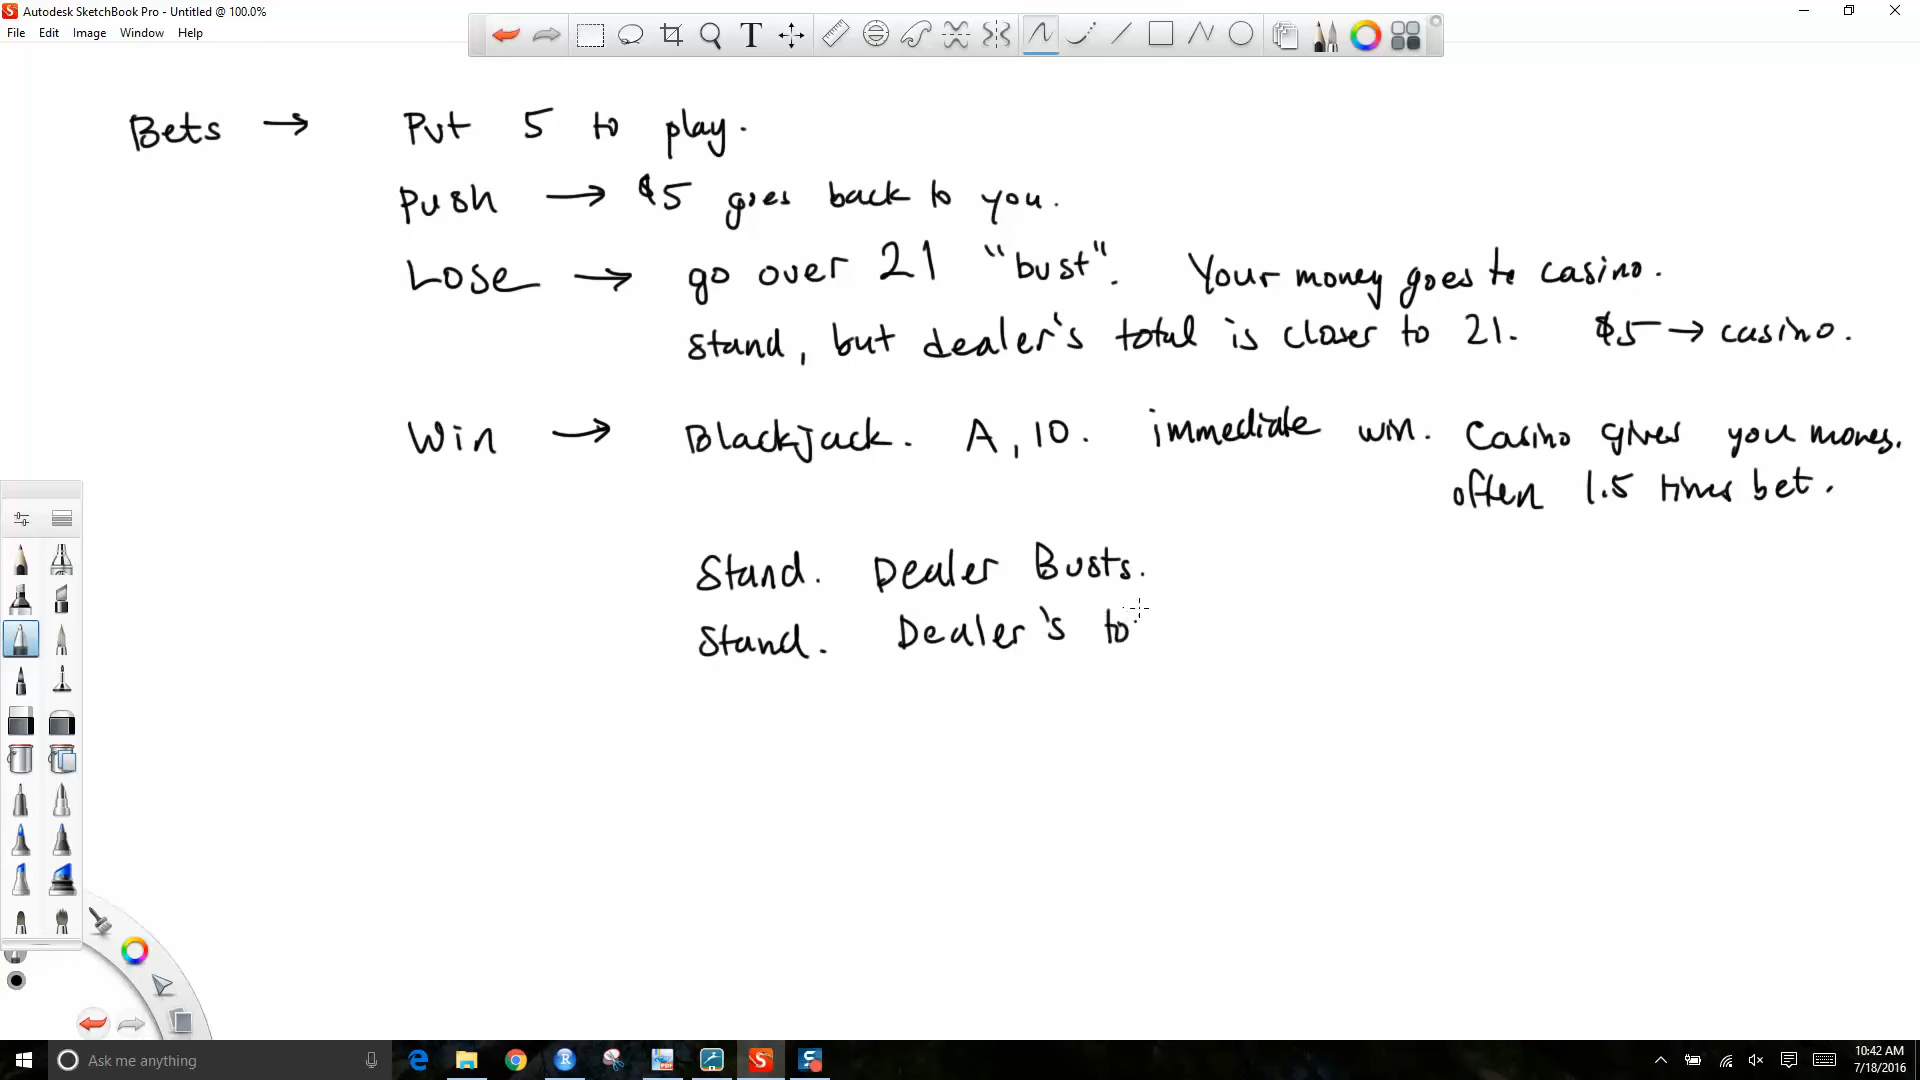 Autodesk SketchBook Pro - Untitled @ 100.0%
File Edit Image Window Help
T
Bets → Put 5 to play.
Push → $5 goes back to you.
Lose → go over 21 "bust". Your money goes to casino.
stand, but dealer's total is closer to 21. $5 → casino.
Win → Blackjack. A, 10. immediate win. Casino gives you money.
often 1.5 times bet.
Stand. Dealer Busts.
Stand. Dealer's to
Ask me anything
10:42 AM
7/18/2016